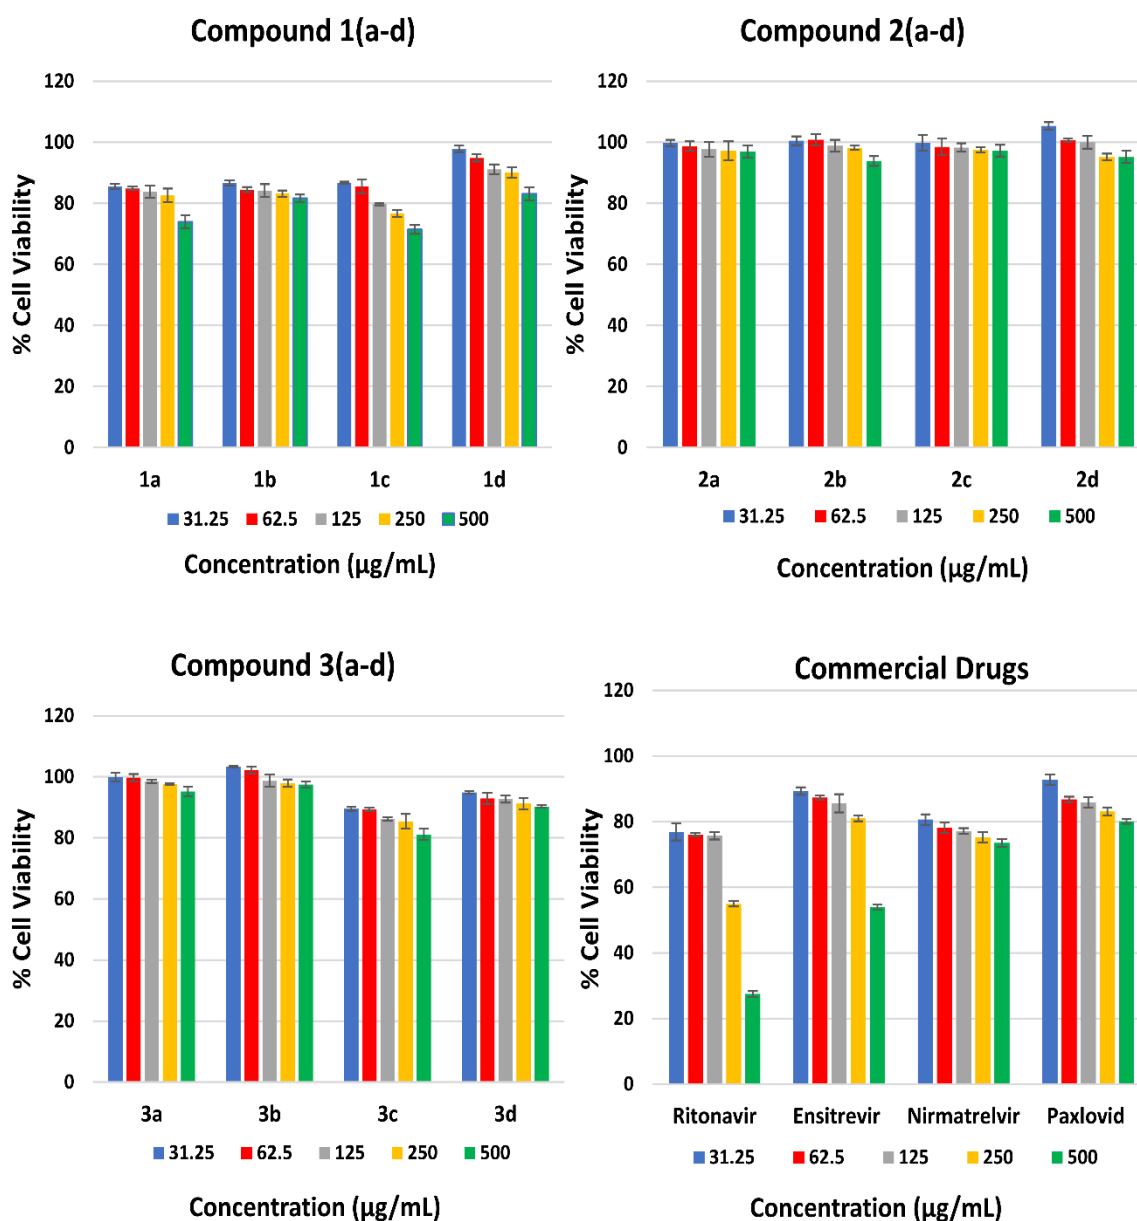 Compound 1(a-d)
% Cell Viability
120
100
80
60
40
20
0
1a 1b 1c 1d
31.25 62.5 125 250 500
Concentration (µg/mL)
Compound 2(a-d)
% Cell Viability
120
100
80
60
40
20
0
2a 2b 2c 2d
31.25 62.5 125 250 500
Concentration (µg/mL)
Compound 3(a-d)
% Cell Viability
120
100
80
60
40
20
0
3a 3b 3c 3d
31.25 62.5 125 250 500
Concentration (µg/mL)
Commercial Drugs
% Cell Viability
120
100
80
60
40
20
0
Ritonavir Ensitrevir Nirmatrelvir Paxlovid
31.25 62.5 125 250 500
Concentration (µg/mL)